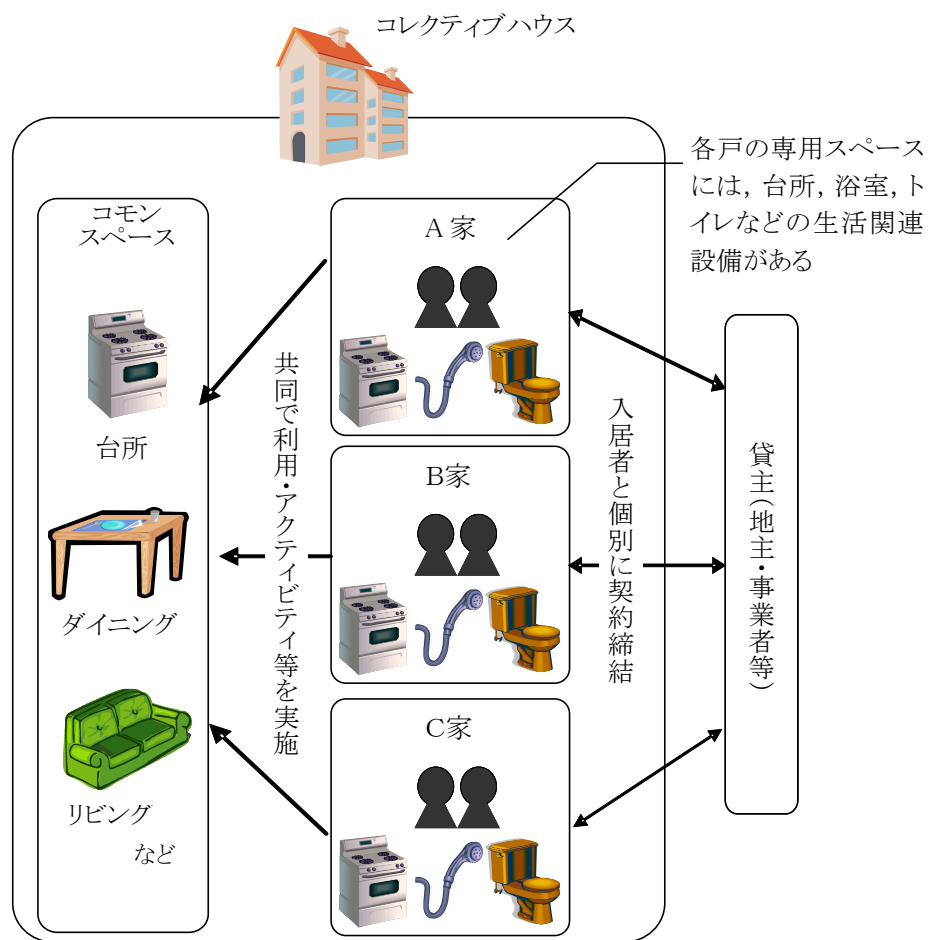 コレクティブハウス
各戸の専用スペース
には，台所，浴室，ト
イレなどの生活関連
設備がある
コモン
スペース
台所
ダイニング
リビング
など
共同で利用・アクティビティ等を実施
A家
B家
C家
入居者と個別に契約締結
貸主（地主・事業者等）